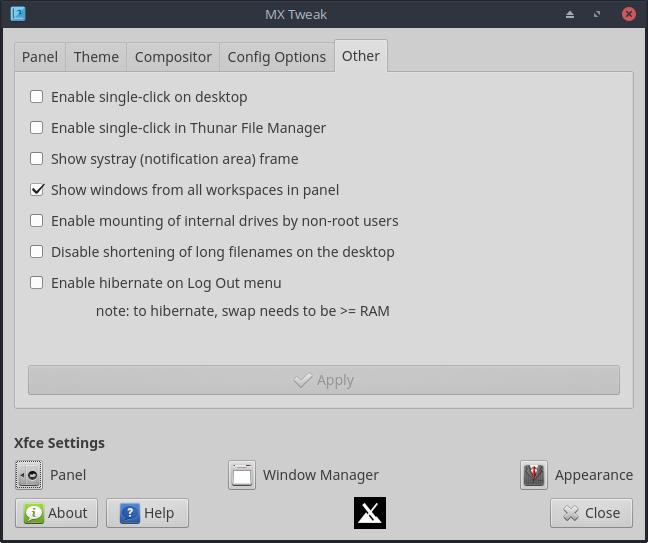 MX Tweak
Panel Theme Compositor Config Options Other
Enable single-click on desktop
Enable single-click in Thunar File Manager
Show systray (notification area) frame
Show windows from all workspaces in panel
Enable mounting of internal drives by non-root users
Disable shortening of long filenames on the desktop
Enable hibernate on Log Out menu
note: to hibernate, swap needs to be >= RAM
Apply
Xfce Settings
Panel Window Manager Appearance
About Help Close